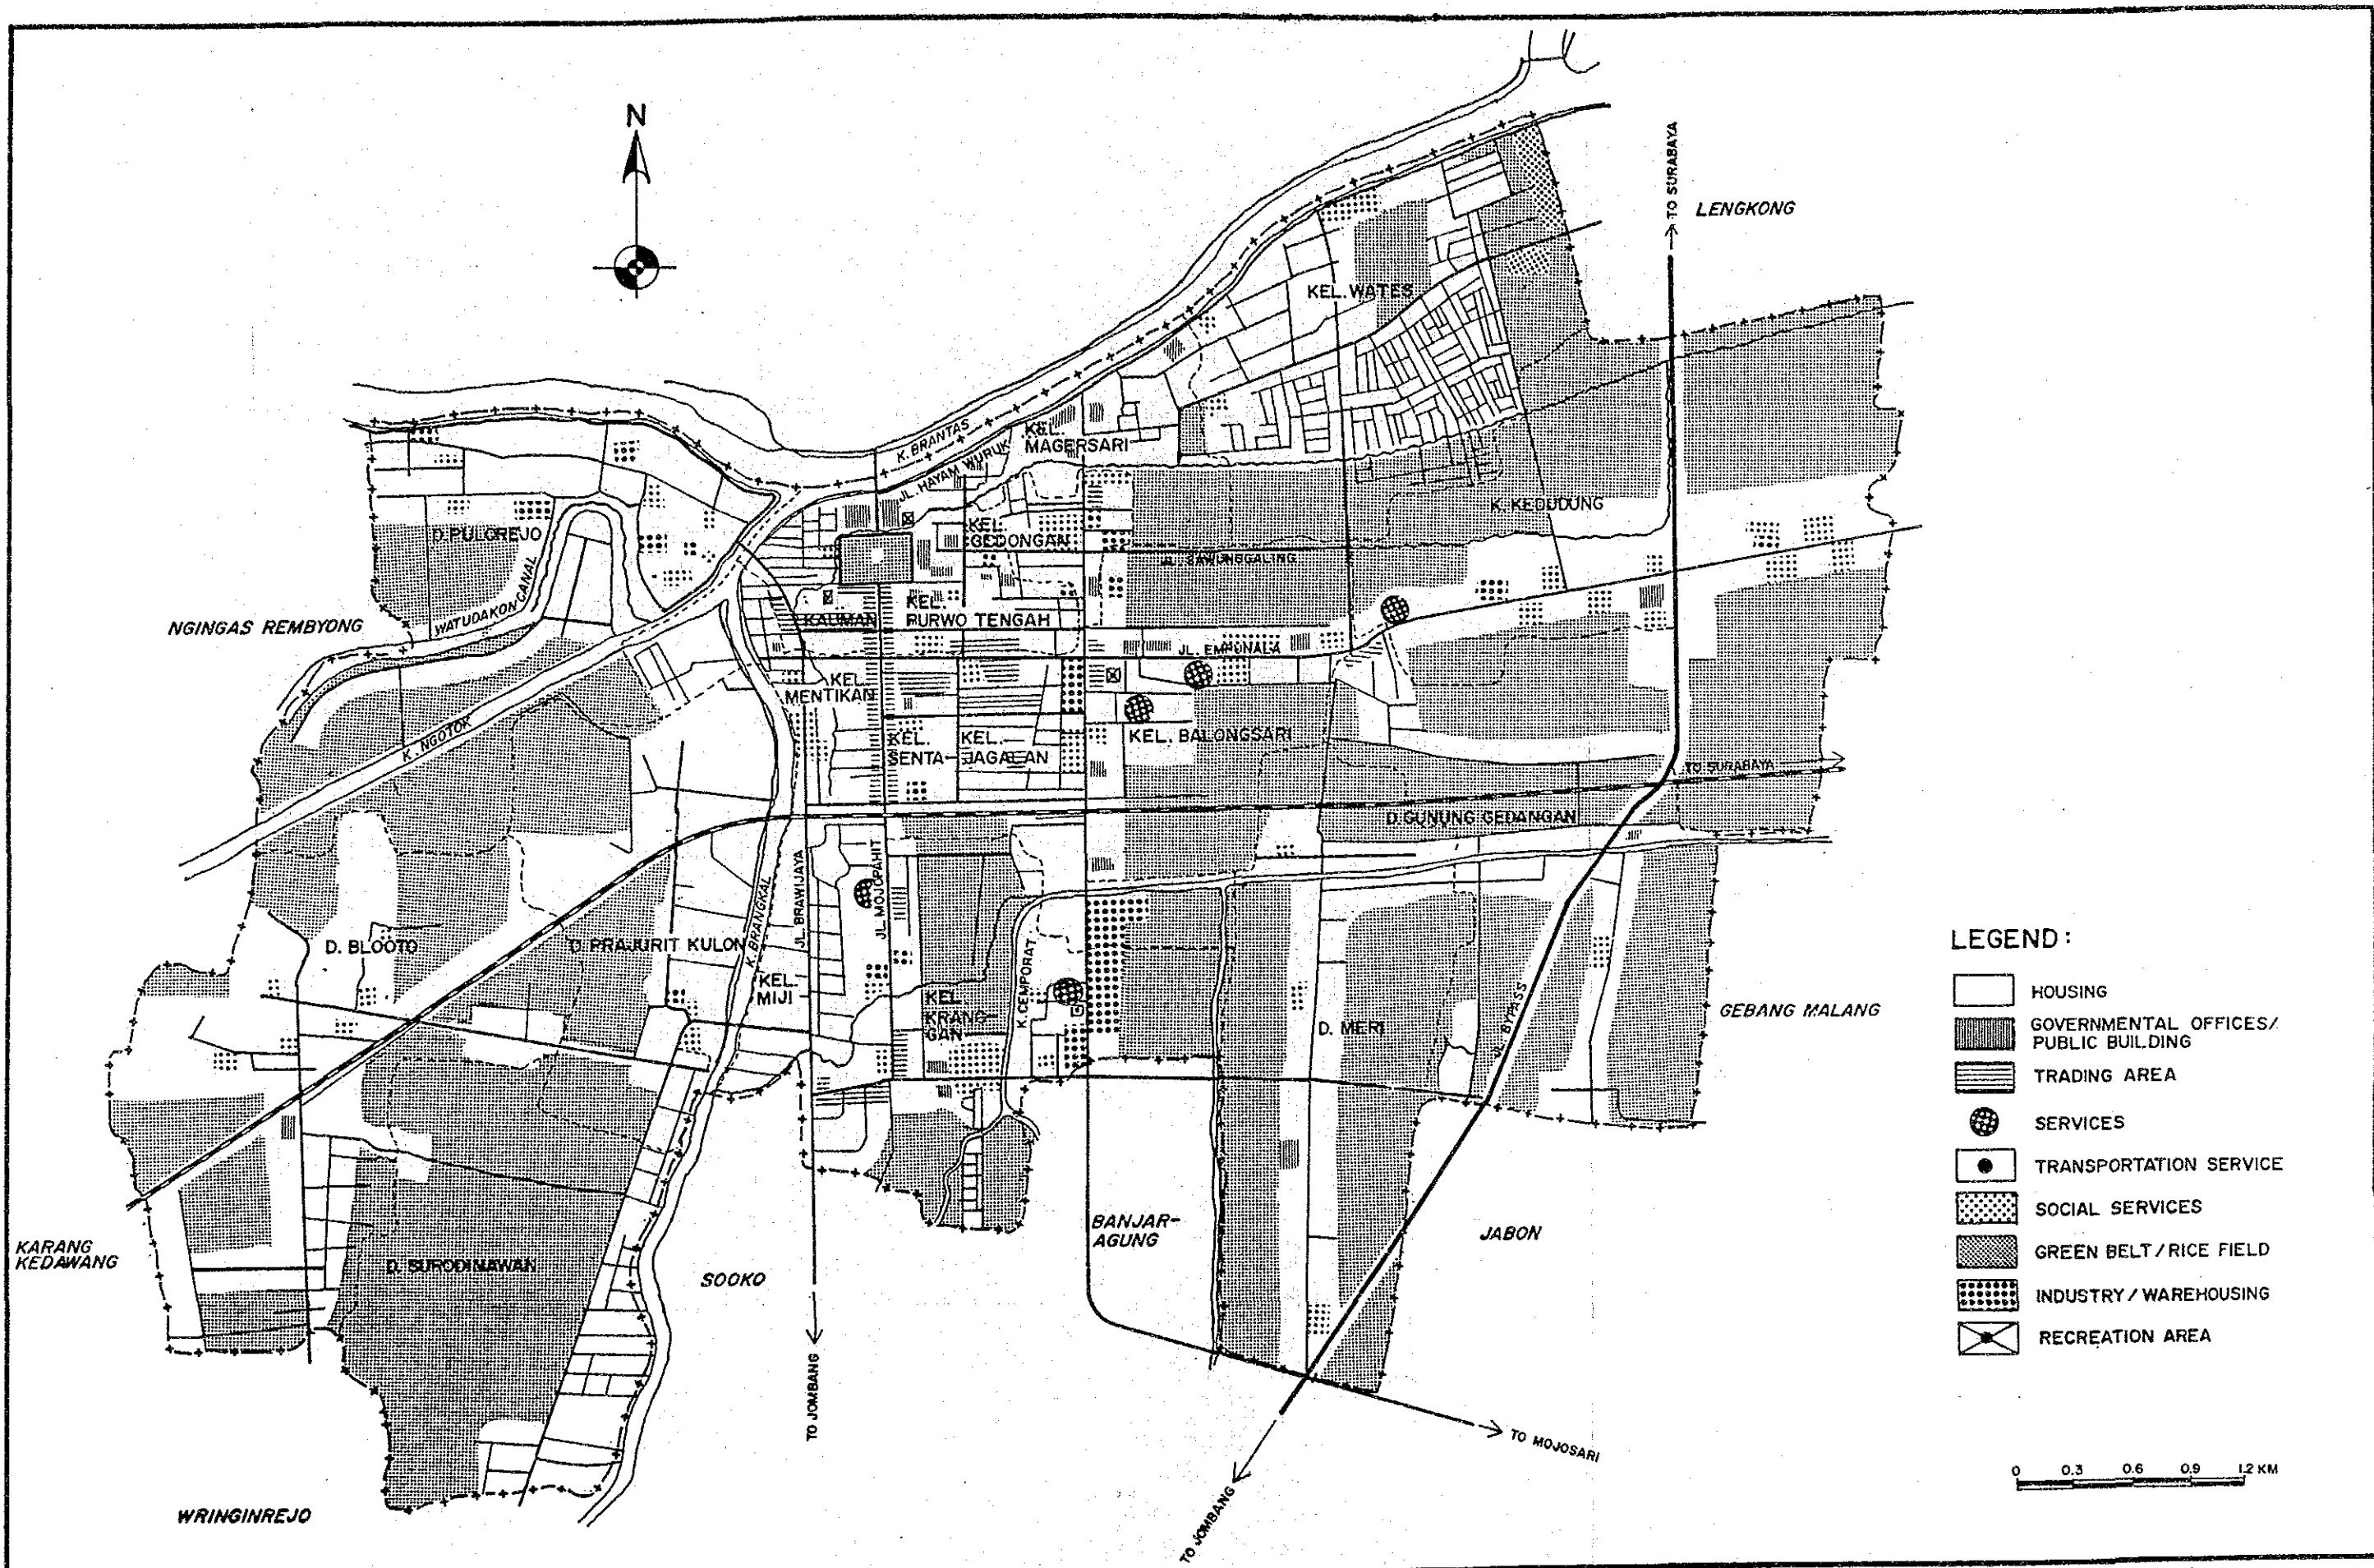 N
TO SURABAYA
LENGKONG
KEL. WATES
K. BRANTAS
KEL.
MAGERSARI
JL. HAYAM WURUK
K. KEDUDUNG
D. PULOREJO
KEL.
GEDONGAN
JL. SAWUNGGALING
WATUDAKON CANAL
NGINGAS REMBYONG
KAUMAN
KEL.
PURWO TENGAH
JL. EMPUNALA
KEL.
MENTIKAN
K. NGOTOK
KEL.
SENTA-
KEL.
JAGALAN
KEL. BALONGSARI
TO SURABAYA
D. GUNUNG GEDANGAN
JL. BRAWIJAYA
JL. MOJOPAHIT
K. BRANGKAL
D. BLOOTO
D. PRAJURIT KULON
KEL.
MIJI
KEL.
KRANG-
GAN
K. CEMPORAT
D. MERI
JL. BYPASS
GEBANG MALANG
KARANG
KEDAWANG
D. SURODINAWAN
SOOKO
BANJAR-
AGUNG
JABON
TO JOMBANG
TO MOJOSARI
TO JOMBANG
WRINGINREJO
LEGEND :
HOUSING
GOVERNMENTAL OFFICES/
PUBLIC BUILDING
TRADING AREA
SERVICES
TRANSPORTATION SERVICE
SOCIAL SERVICES
GREEN BELT / RICE FIELD
INDUSTRY / WAREHOUSING
RECREATION AREA
0 0.3 0.6 0.9 1.2 KM